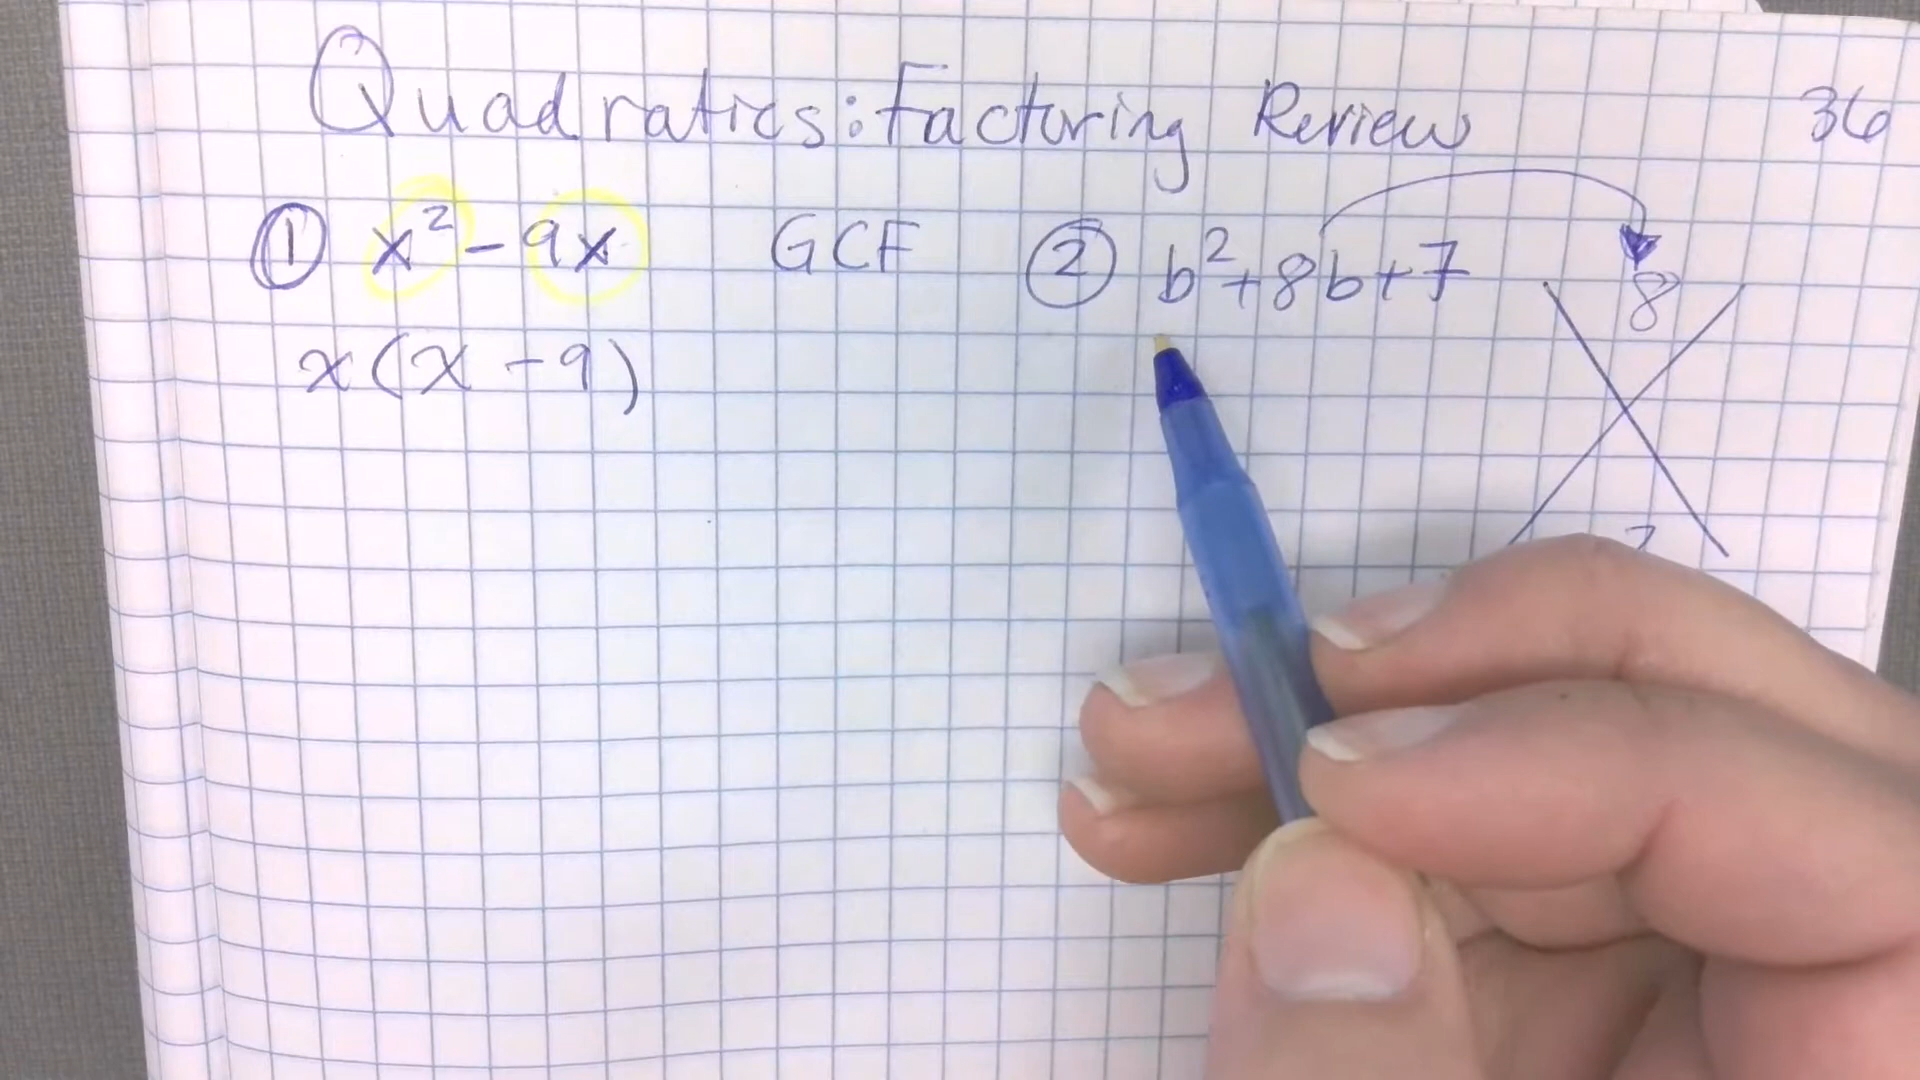 Quadratics: Factoring Review 36
① x² - 9x GCF
x(x - 9)
② b² + 8b + 7
8